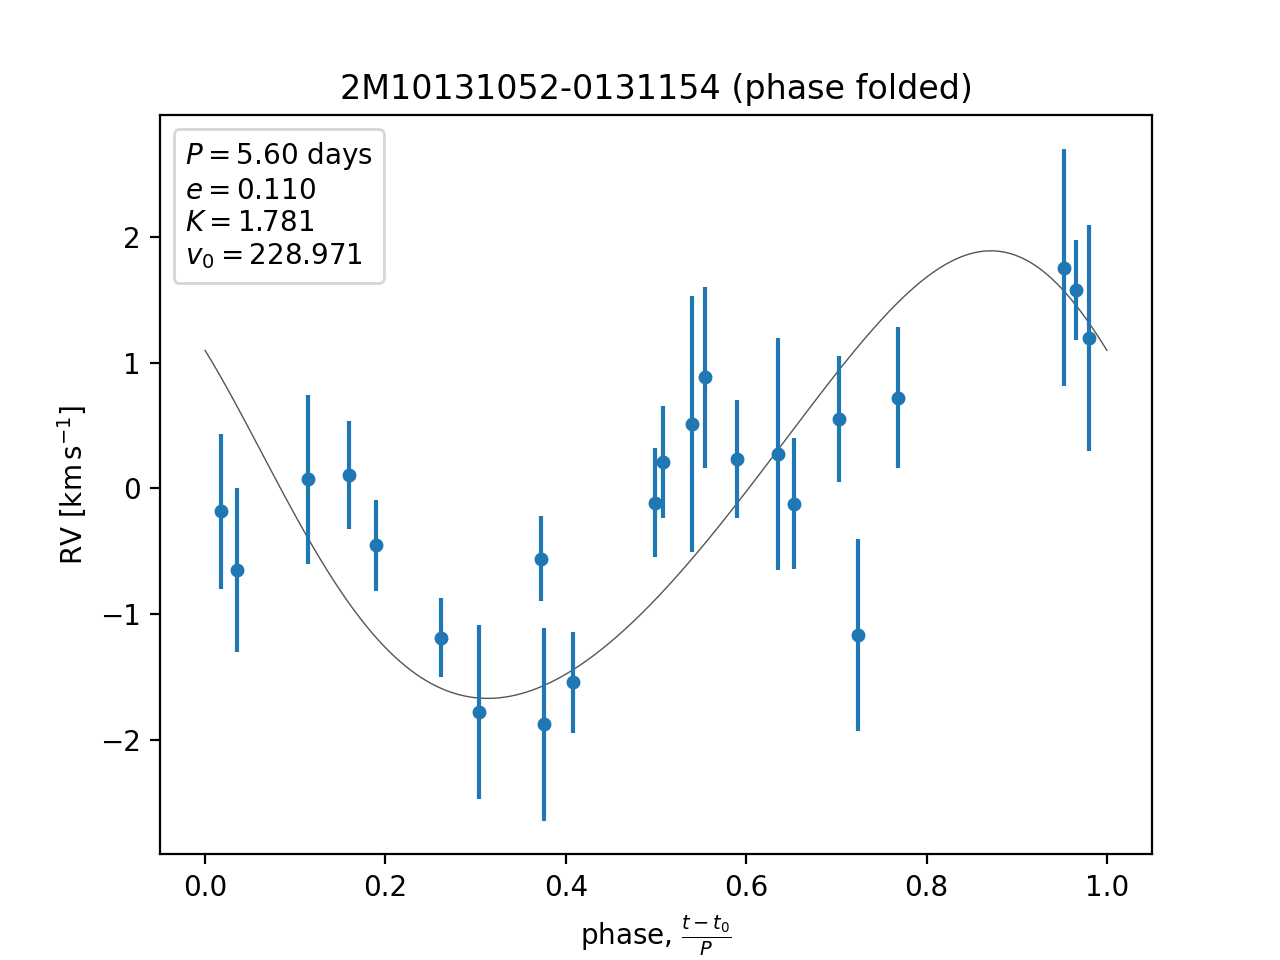 2M10131052-0131154 (phase folded)
P = 5.60 days
e = 0.110
K = 1.781
v₀ = 228.971
RV [km s⁻¹]
2
1
0
−1
−2
0.0 0.2 0.4 0.6 0.8 1.0
phase, (t − t₀)/P